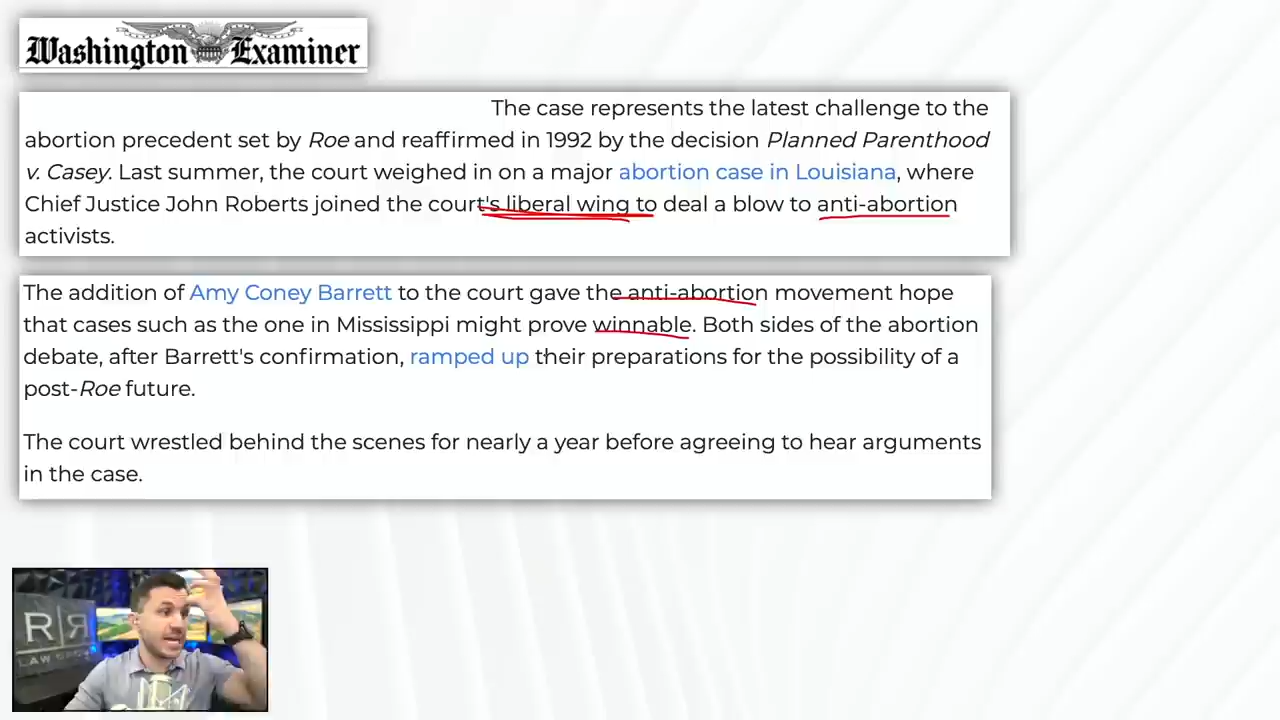 Washington Examiner
The case represents the latest challenge to the
abortion precedent set by Roe and reaffirmed in 1992 by the decision Planned Parenthood
v. Casey. Last summer, the court weighed in on a major abortion case in Louisiana, where
Chief Justice John Roberts joined the court's liberal wing to deal a blow to anti-abortion
activists.
The addition of Amy Coney Barrett to the court gave the anti-abortion movement hope
that cases such as the one in Mississippi might prove winnable. Both sides of the abortion
debate, after Barrett's confirmation, ramped up their preparations for the possibility of a
post-Roe future.
The court wrestled behind the scenes for nearly a year before agreeing to hear arguments
in the case.
R|R
LAW